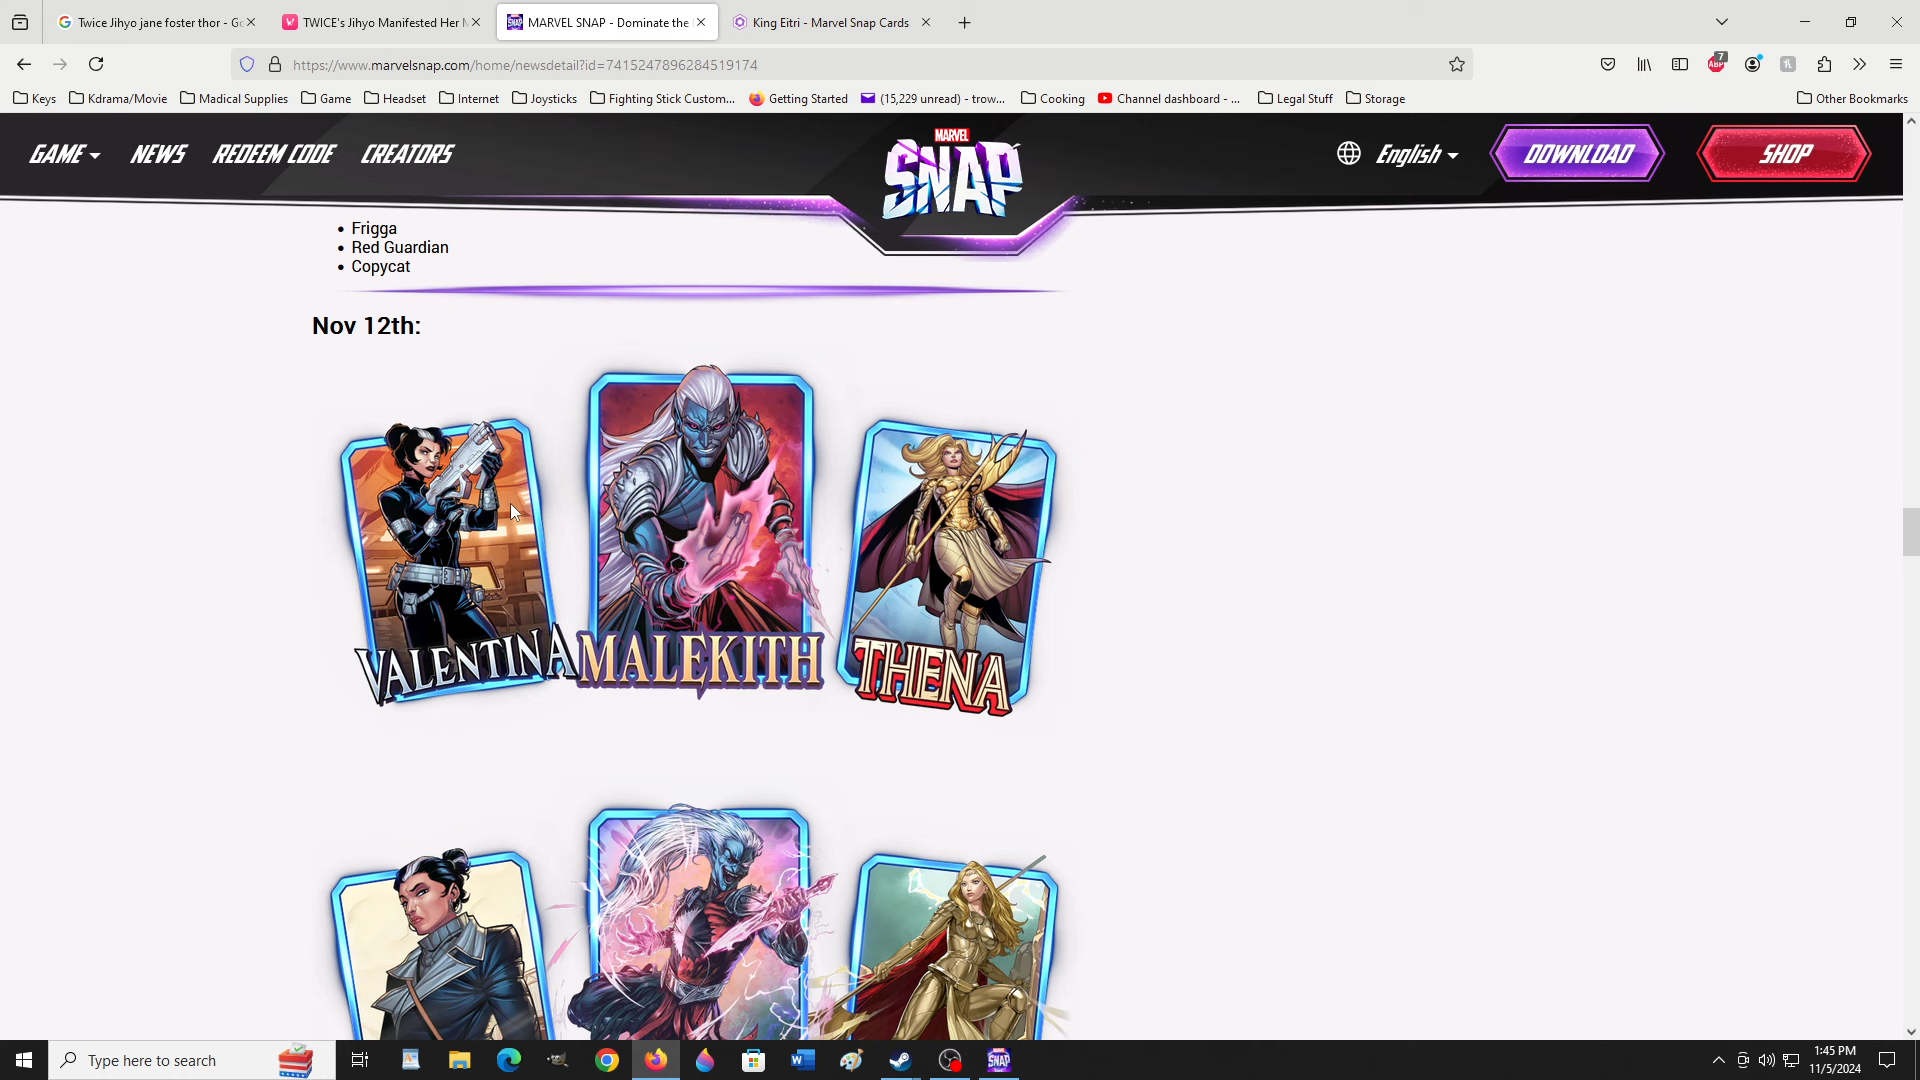 Twice Jihyo jane foster thor - Go
TWICE's Jihyo Manifested Her M
MARVEL SNAP - Dominate the
King Eitri - Marvel Snap Cards
https://www.marvelsnap.com/home/newsdetail?id=7415247896284519174
7
ABP
Keys
Kdrama/Movie
Madical Supplies
Game
Headset
Internet
Joysticks
Fighting Stick Custom...
Getting Started
(15,229 unread) - trow...
Cooking
Channel dashboard - ...
Legal Stuff
Storage
Other Bookmarks
GAME
NEWS
REDEEM CODE
CREATORS
MARVEL
SNAP
English
DOWNLOAD
SHOP
• Frigga
• Red Guardian
• Copycat
Nov 12th:
VALENTINA
MALEKITH
THENA
Type here to search
1:45 PM
11/5/2024